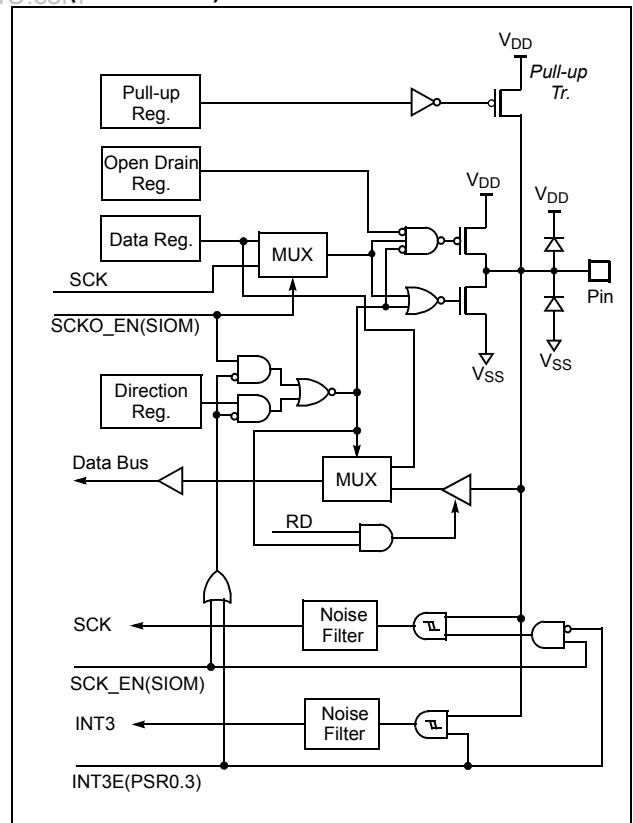 VDD
Pull-up
Reg.
Pull-up
Tr.
Open Drain
Reg.
VDD
VDD
Data Reg.
MUX
SCK
Pin
SCKO_EN(SIOM)
VSS
VSS
Direction
Reg.
Data Bus
MUX
RD
SCK
Noise
Filter
SCK_EN(SIOM)
INT3
Noise
Filter
INT3E(PSR0.3)